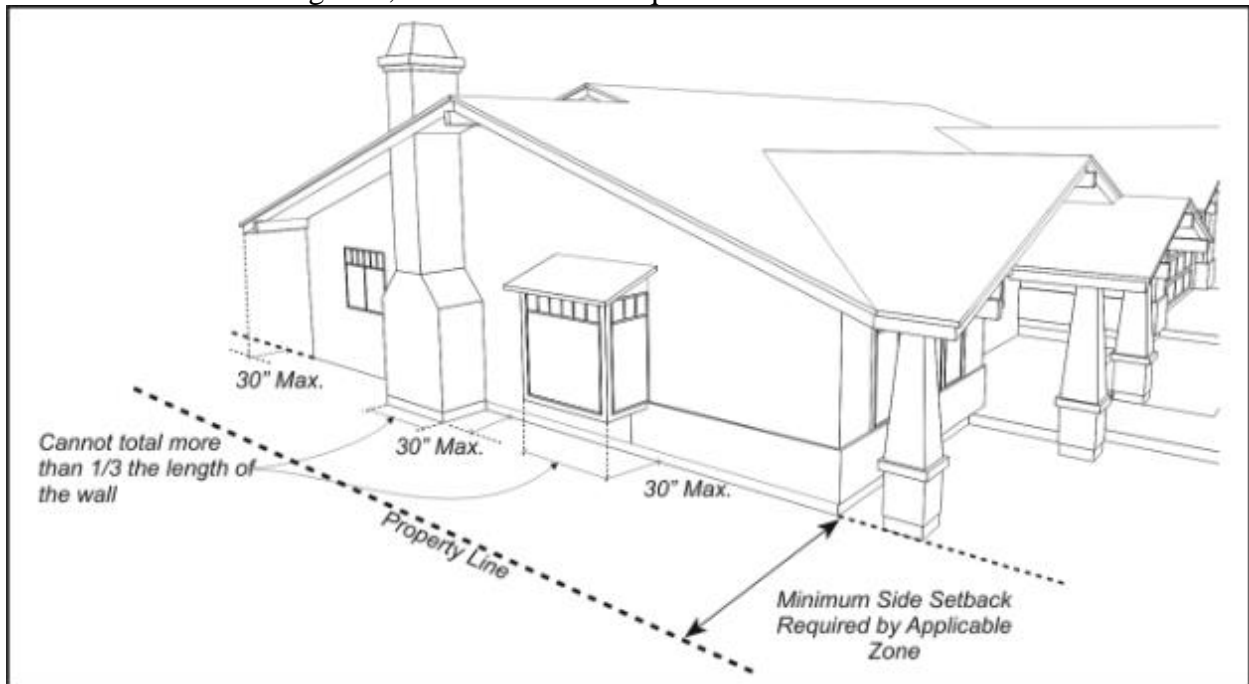 30" Max.
Cannot total more
than 1/3 the length of
the wall
30" Max.
30" Max.
Property Line
Minimum Side Setback
Required by Applicable
Zone